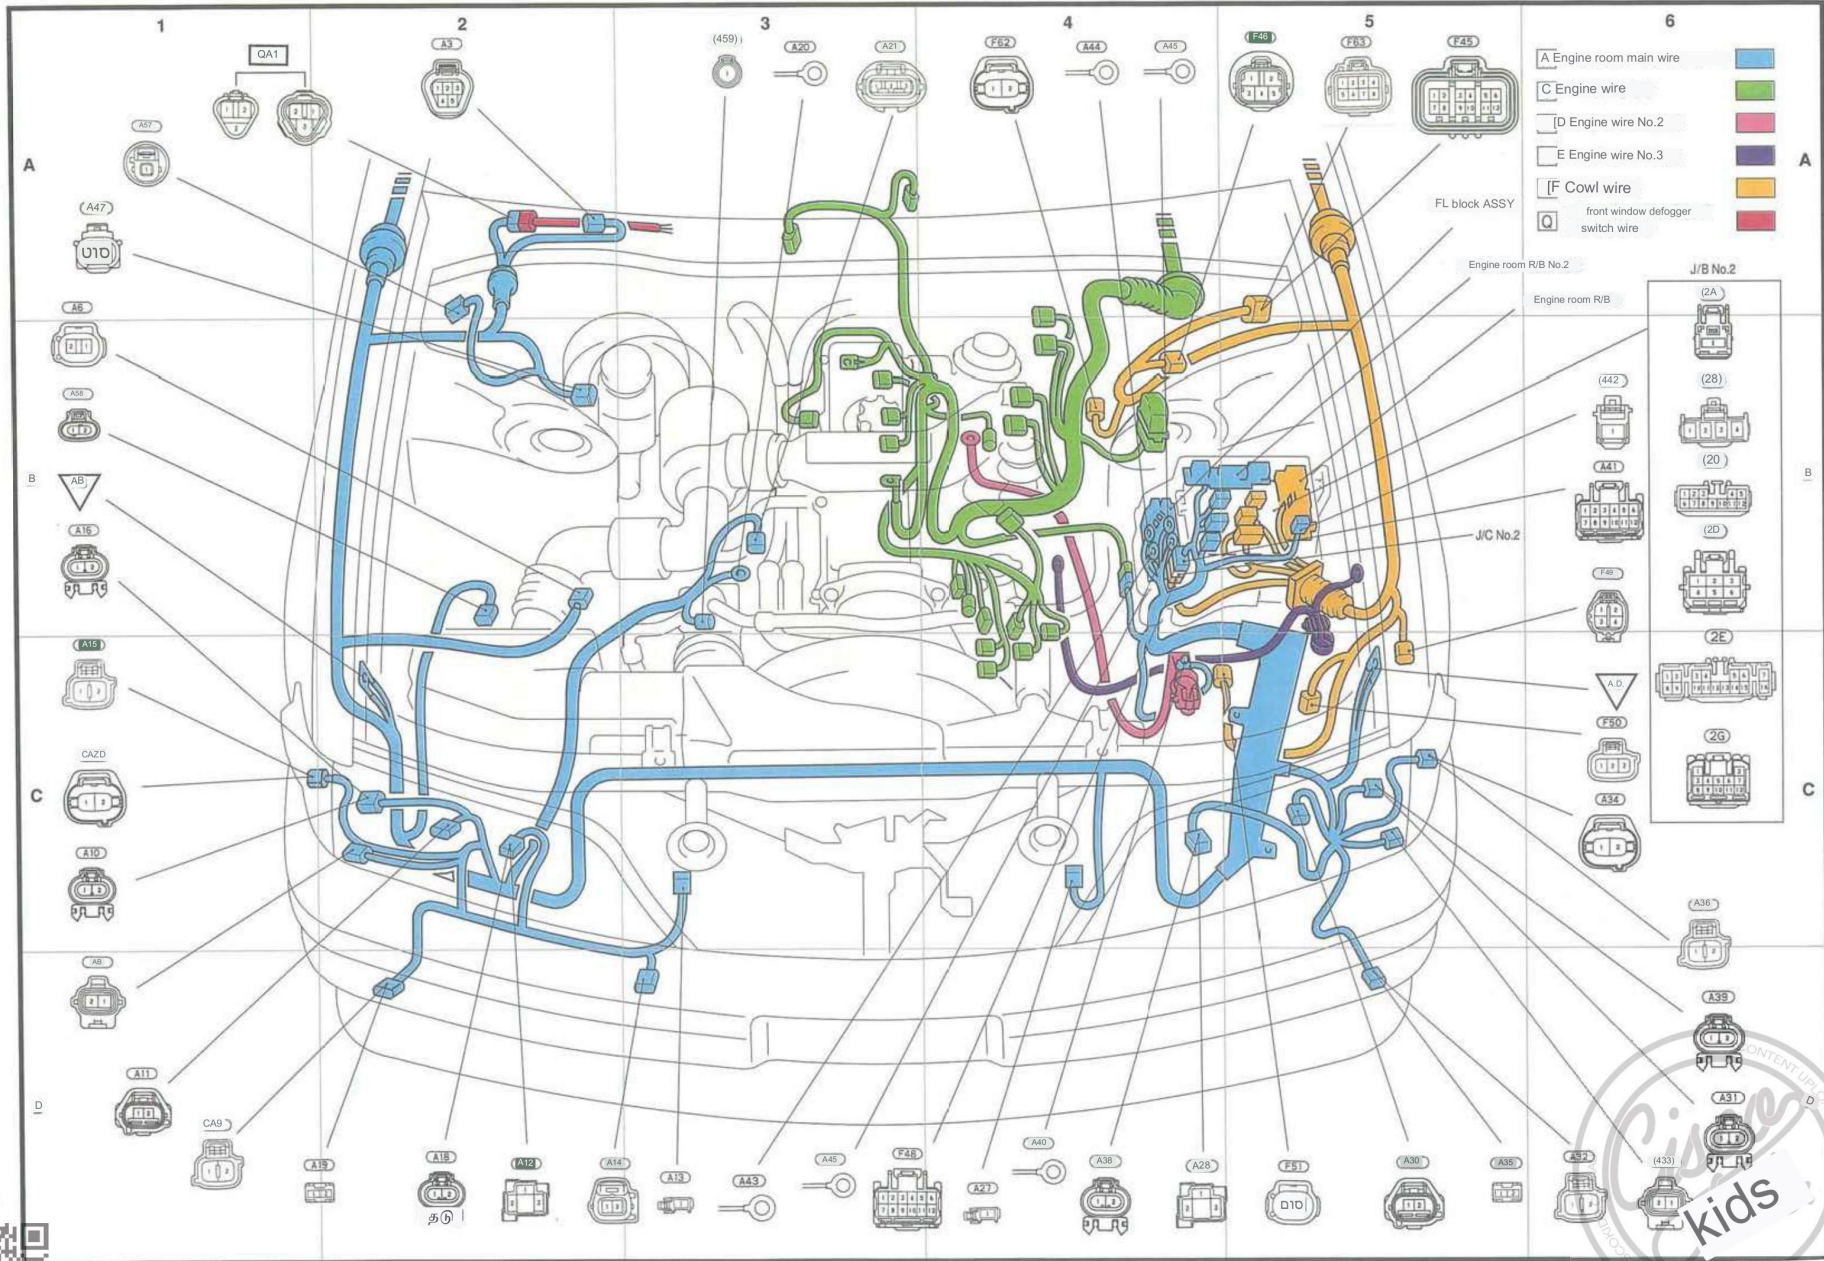 1
2
3
4
5
6
QA1
A3
(459)
A20
A21
F62
A44
A45
F46
F63
F45
A Engine room main wire
C Engine wire
[D Engine wire No.2
E Engine wire No.3
[F Cowl wire
Q front window defogger
switch wire
A57
A
A
A47
סוט
FL block ASSY
Engine room R/B No.2
Engine room R/B
J/B No.2
(2A)
A6
A58
(442)
(28)
B
AB
A41
(20)
B
A16
J/C No.2
(2D)
F49
A15
2E
A.D.
F50
2G
CAZD
C
A34
C
A10
A36
A8
A39
A11
A31
D
D
CA9
A19
A18
தடு
A12
A14
A13
A43
A45
F48
A27
A40
A38
A28
F51
סום
A30
A35
A32
(433)
kids